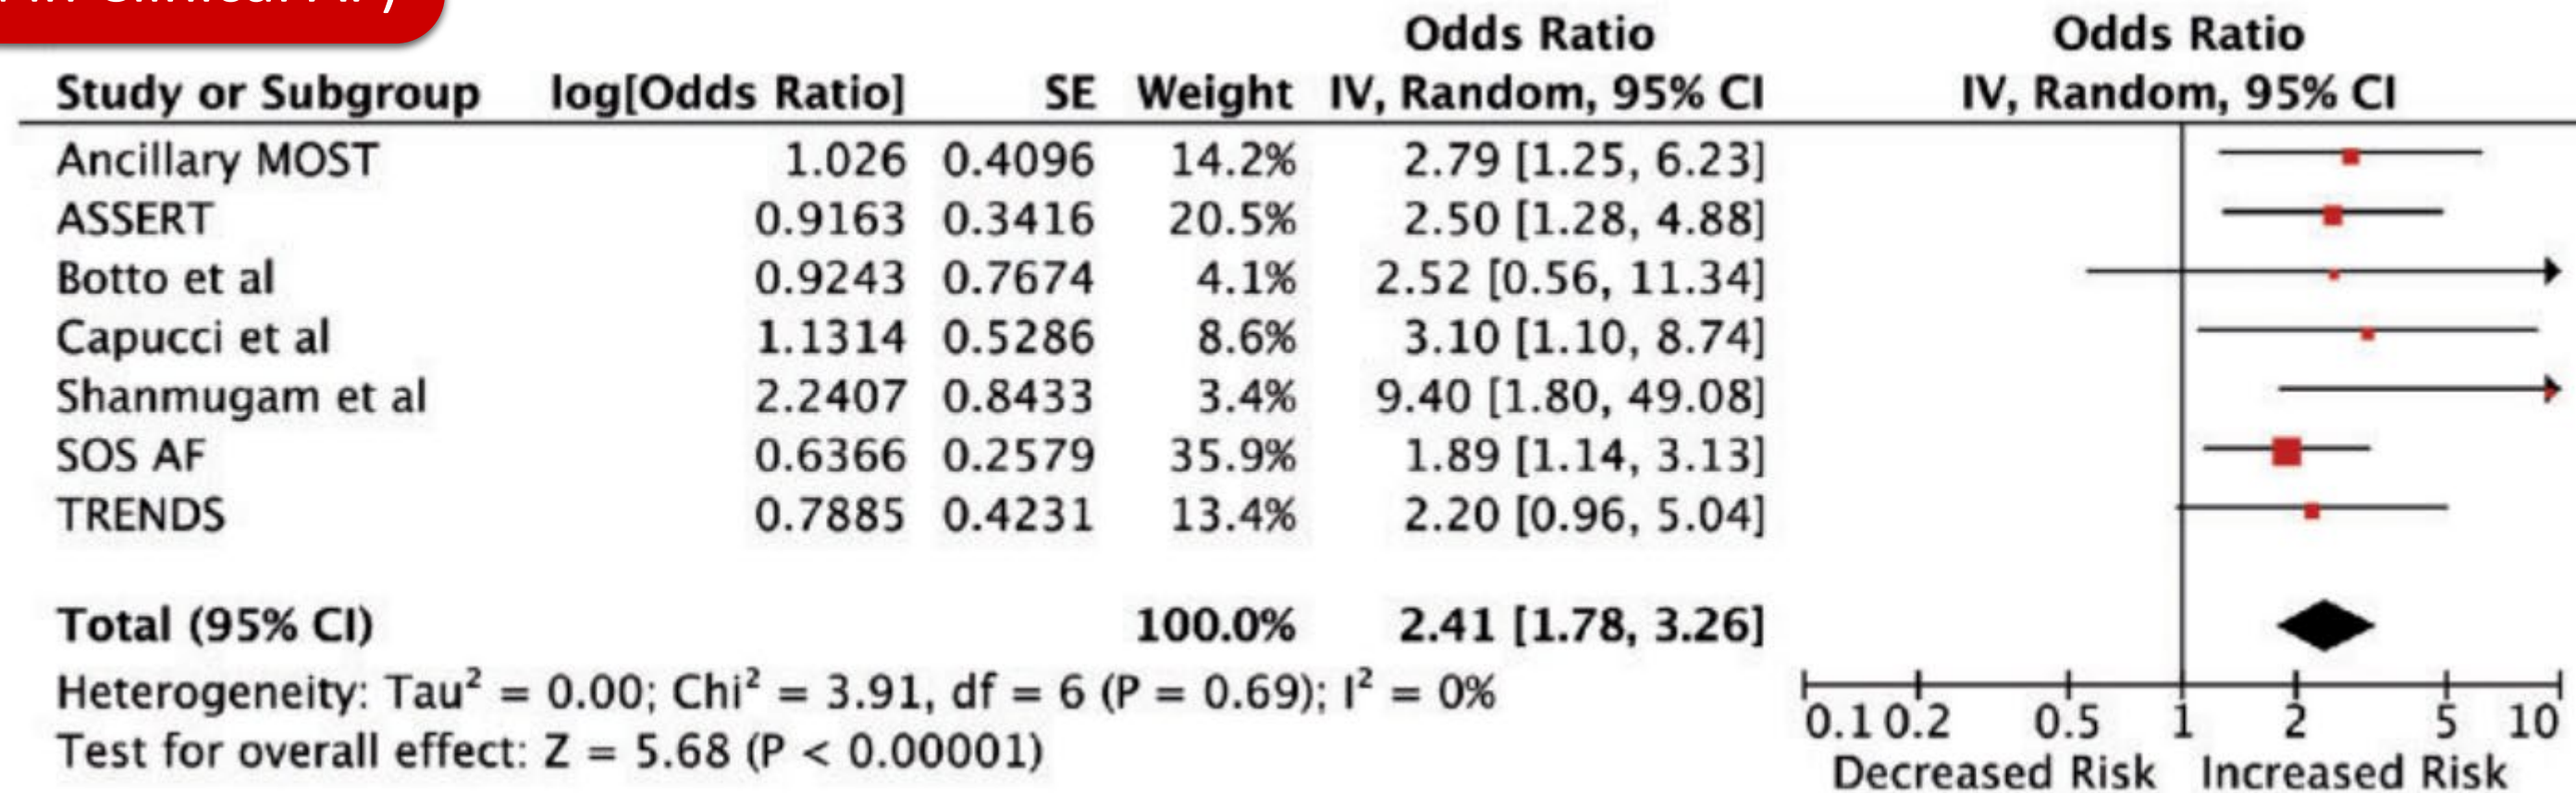 Odds Ratio Odds Ratio
Study or Subgroup log[Odds Ratio] SE Weight IV, Random, 95% CI IV, Random, 95% CI
Ancillary MOST 1.026 0.4096 14.2% 2.79 [1.25, 6.23]
ASSERT 0.9163 0.3416 20.5% 2.50 [1.28, 4.88]
Botto et al 0.9243 0.7674 4.1% 2.52 [0.56, 11.34]
Capucci et al 1.1314 0.5286 8.6% 3.10 [1.10, 8.74]
Shanmugam et al 2.2407 0.8433 3.4% 9.40 [1.80, 49.08]
SOS AF 0.6366 0.2579 35.9% 1.89 [1.14, 3.13]
TRENDS 0.7885 0.4231 13.4% 2.20 [0.96, 5.04]
Total (95% CI) 100.0% 2.41 [1.78, 3.26]
Heterogeneity: Tau² = 0.00; Chi² = 3.91, df = 6 (P = 0.69); I² = 0%
0.1 0.2 0.5 1 2 5 10
Test for overall effect: Z = 5.68 (P < 0.00001)
Decreased Risk Increased Risk